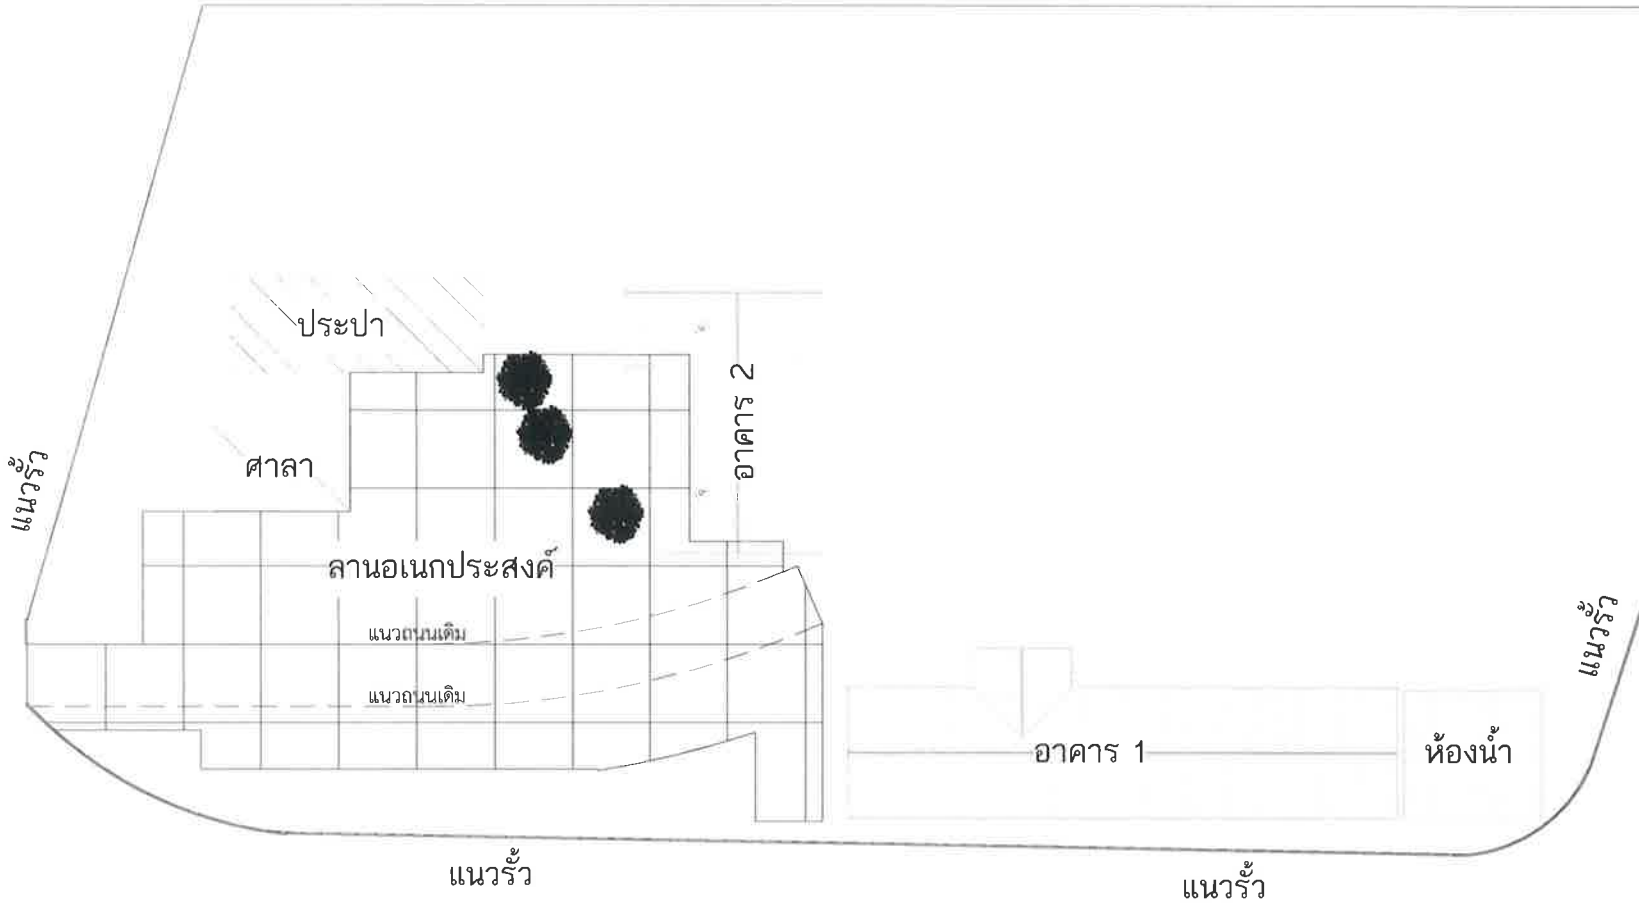 ประปา
อาคาร 2
ศาลา
แนวรั้ว
ลานอเนกประสงค์
แนวถนนเดิม
แนวถนนเดิม
แนวรั้ว
อาคาร 1
ห้องน้ำ
แนวรั้ว
แนวรั้ว